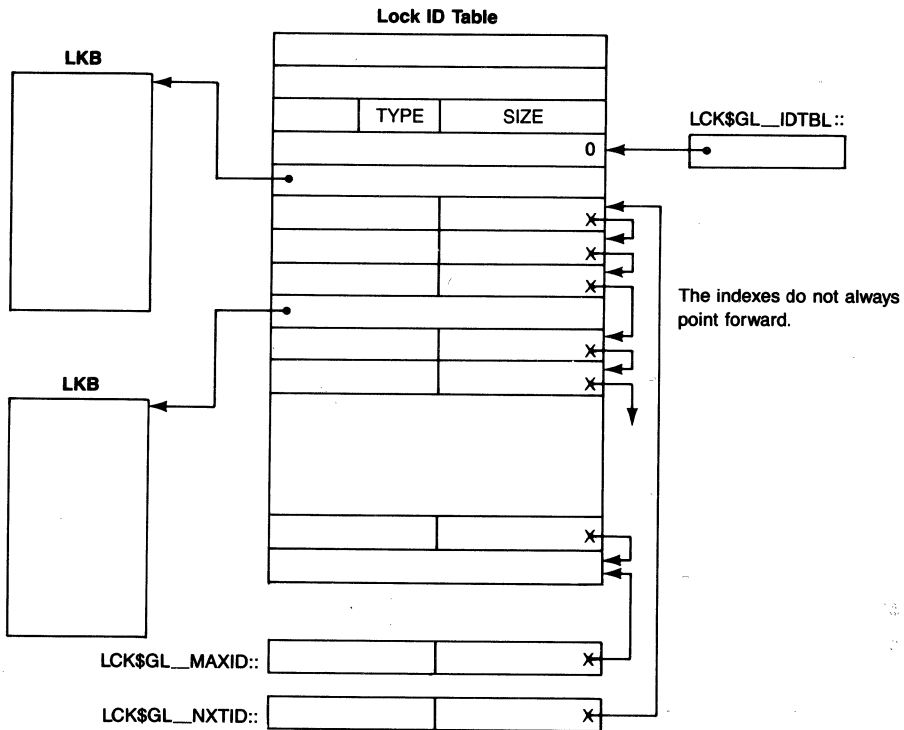 Lock ID Table
LKB
TYPE SIZE
LCK$GL__IDTBL::
0
X
X
X
The indexes do not always
point forward.
X
LKB
X
X
LCK$GL__MAXID:: X
LCK$GL__NXTID:: X